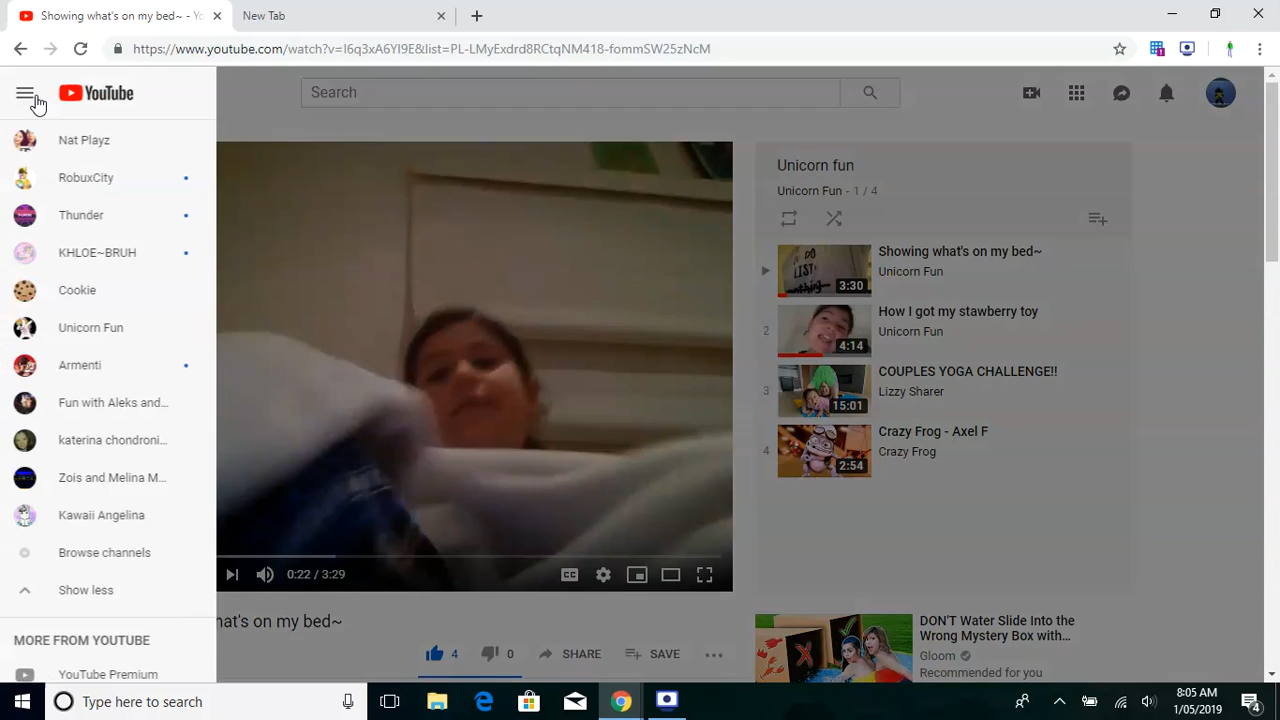 Showing what's on my bed~ - Yo
New Tab
https://www.youtube.com/watch?v=I6q3xA6YI9E&list=PL-LMyExdrd8RCtqNM418-fommSW25zNcM
YouTube
Search
Nat Playz
RobuxCity
Thunder
KHLOE~BRUH
Cookie
Unicorn Fun
Armenti
Fun with Aleks and...
katerina chondroni...
Zois and Melina M...
Kawaii Angelina
Browse channels
Show less
MORE FROM YOUTUBE
YouTube Premium
0:22 / 3:29
CC
hat's on my bed~
4
0
SHARE
SAVE
Unicorn fun
Unicorn Fun - 1 / 4
DO
LIST
3:30
Showing what's on my bed~
Unicorn Fun
2
4:14
How I got my stawberry toy
Unicorn Fun
3
15:01
COUPLES YOGA CHALLENGE!!
Lizzy Sharer
4
2:54
Crazy Frog - Axel F
Crazy Frog
DON'T Water Slide Into the
Wrong Mystery Box with...
Gloom
Recommended for you
Type here to search
8:05 AM
1/05/2019
4